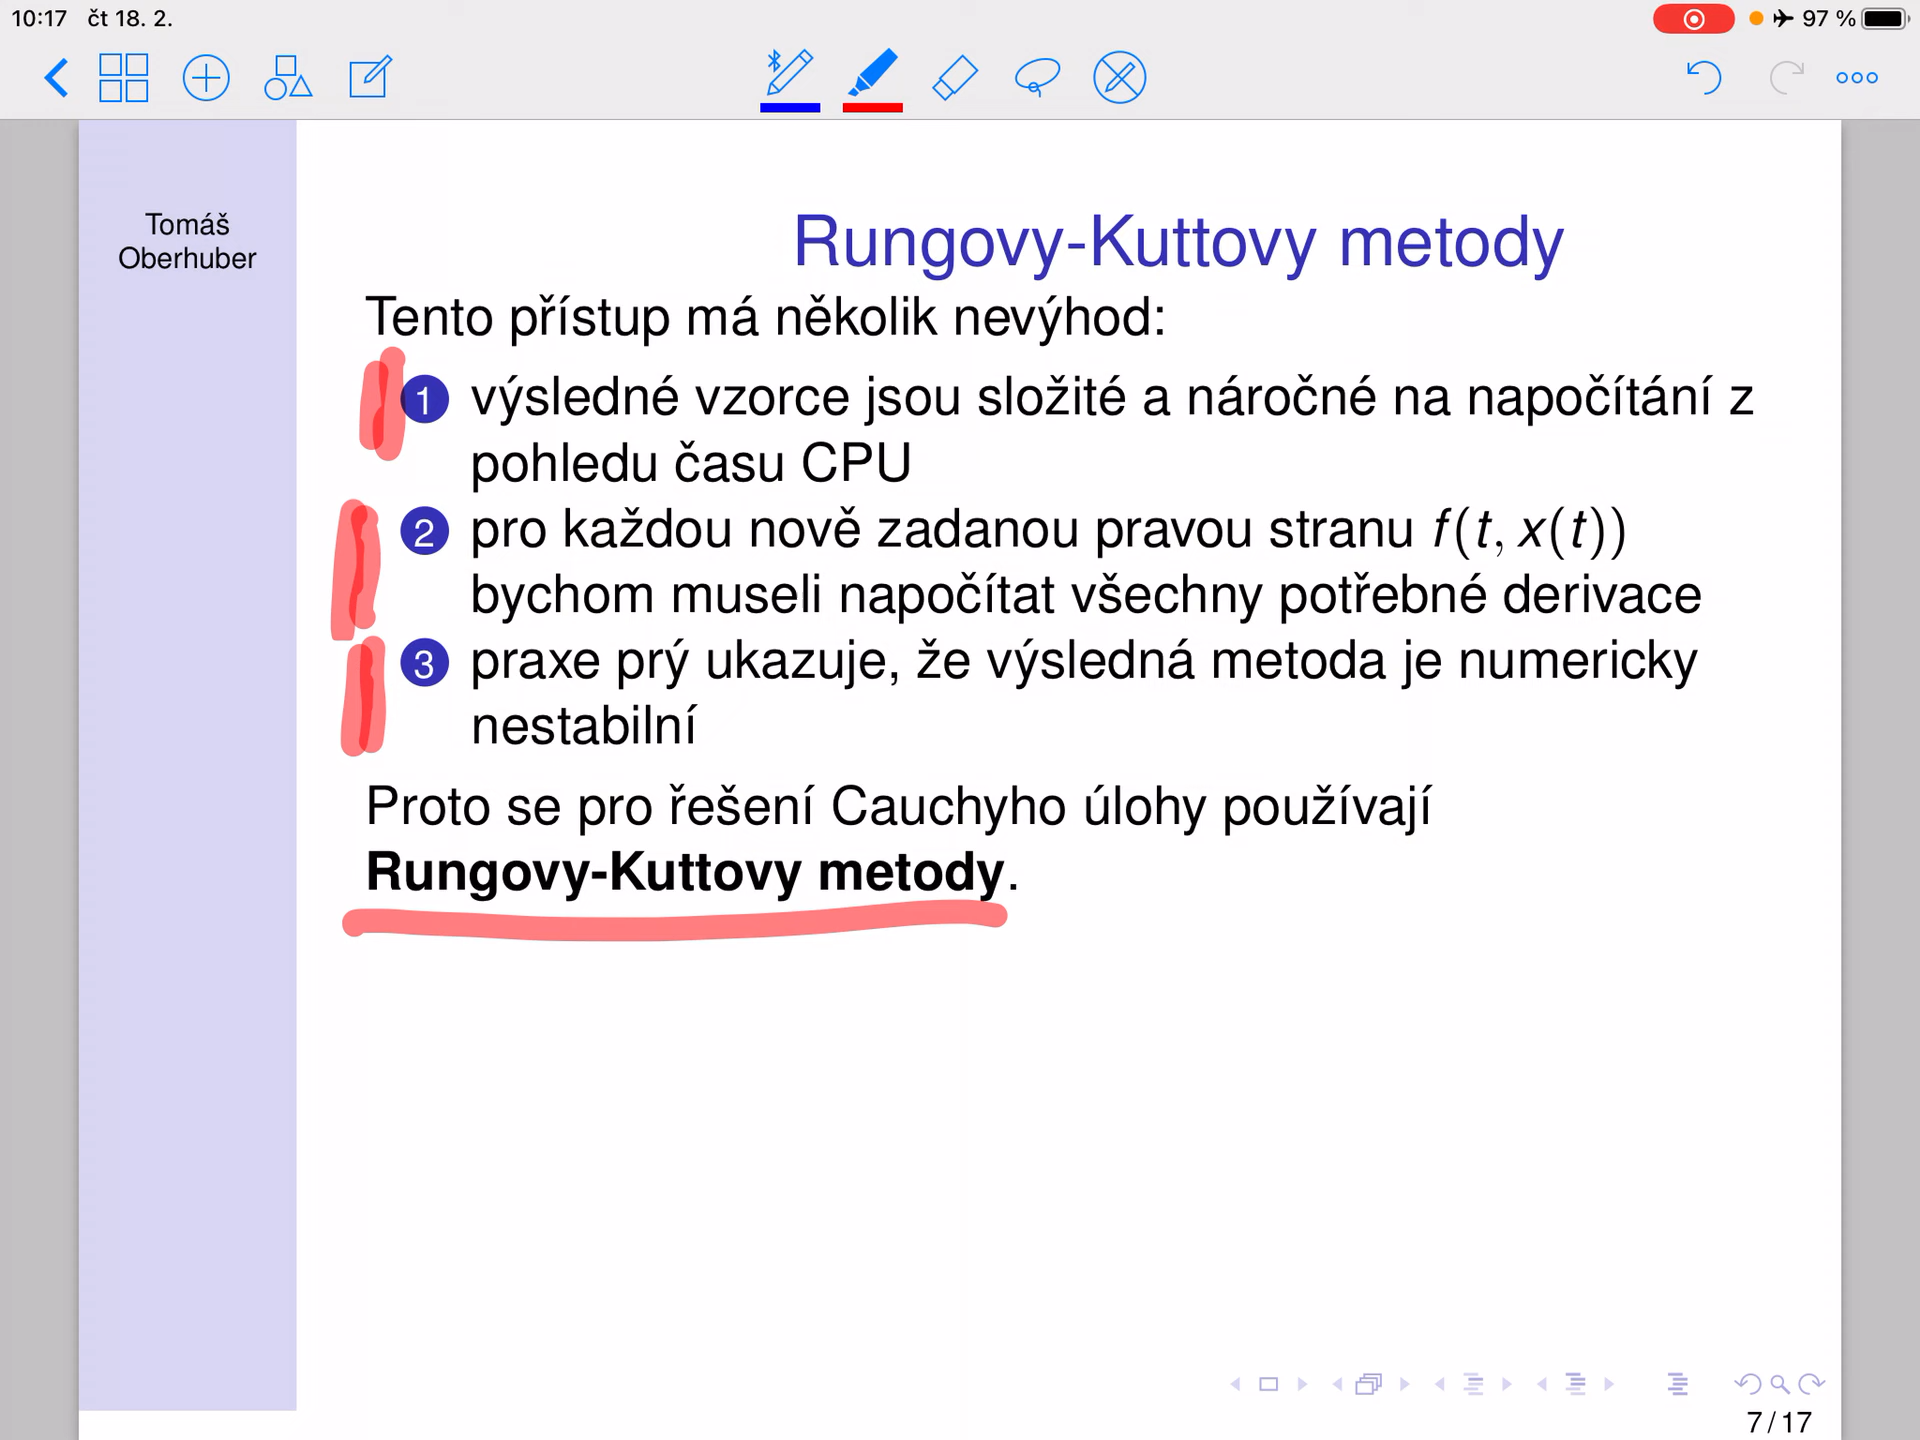 10:17 čt 18. 2.
97 %
Tomáš
Oberhuber
Rungovy-Kuttovy metody
Tento přístup má několik nevýhod:
1 výsledné vzorce jsou složité a náročné na napočítání z
pohledu času CPU
2 pro každou nově zadanou pravou stranu f(t, x(t))
bychom museli napočítat všechny potřebné derivace
3 praxe prý ukazuje, že výsledná metoda je numericky
nestabilní
Proto se pro řešení Cauchyho úlohy používají
Rungovy-Kuttovy metody.
7 / 17